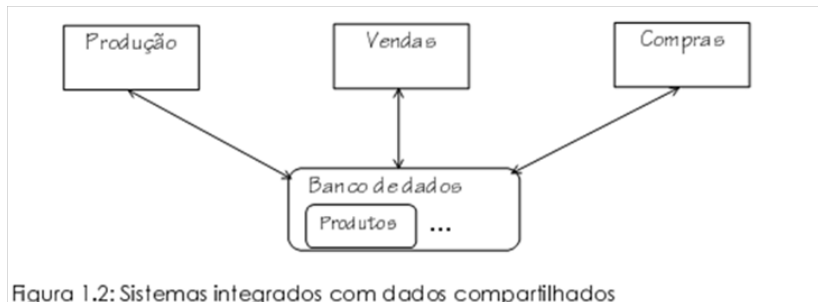 Produção
Vendas
Compras
Banco de dados
Produtos ...
Figura 1.2: Sistemas integrados com dados compartilhados